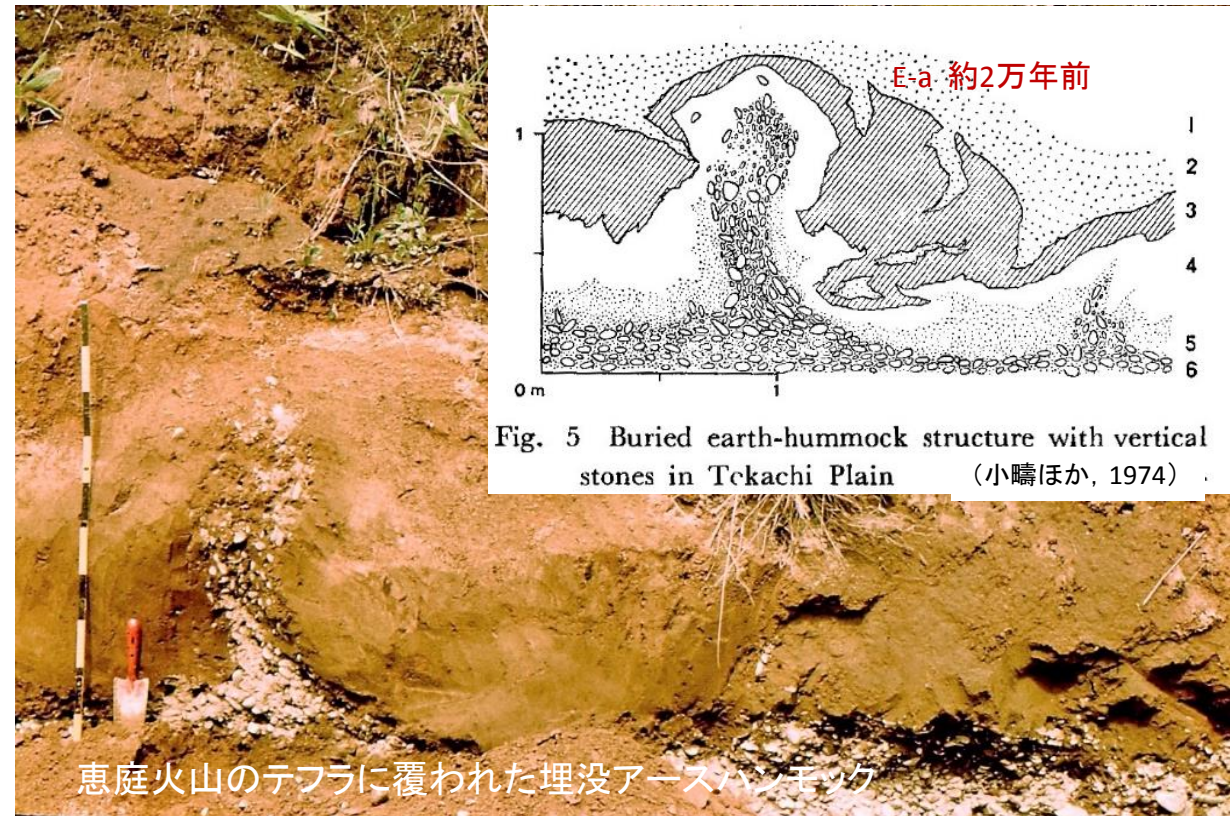 E-a 約2万年前
1
1
2
3
4
5
6
0 m
1
Fig. 5 Buried earth-hummock structure with vertical
stones in Tokachi Plain
（小疇ほか, 1974）
恵庭火山のテフラに覆われた埋没アースハンモック